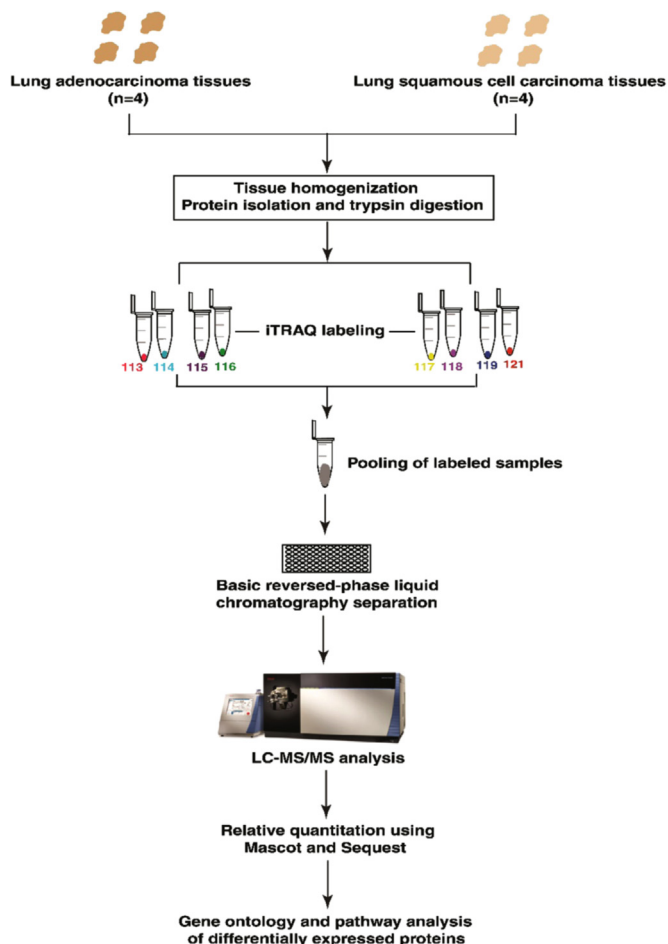 Lung adenocarcinoma tissues
(n=4)
Lung squamous cell carcinoma tissues
(n=4)
Tissue homogenization
Protein isolation and trypsin digestion
iTRAQ labeling
113 114 115 116 117 118 119 121
Pooling of labeled samples
Basic reversed-phase liquid
chromatography separation
LC-MS/MS analysis
Relative quantitation using
Mascot and Sequest
Gene ontology and pathway analysis
of differentially expressed proteins